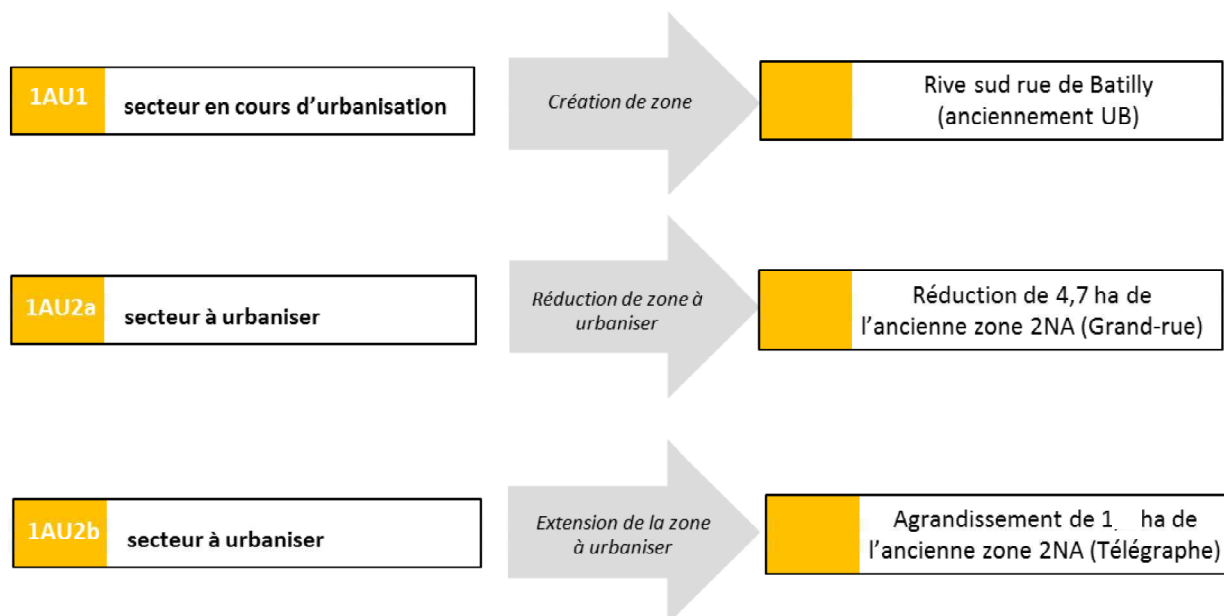 1AU1
secteur en cours d'urbanisation
Création de zone
Rive sud rue de Batilly
(anciennement UB)
1AU2a
secteur à urbaniser
Réduction de zone à
urbaniser
Réduction de 4,7 ha de
l'ancienne zone 2NA (Grand-rue)
1AU2b
secteur à urbaniser
Extension de la zone
à urbaniser
Agrandissement de 1, ha de
l'ancienne zone 2NA (Télégraphe)